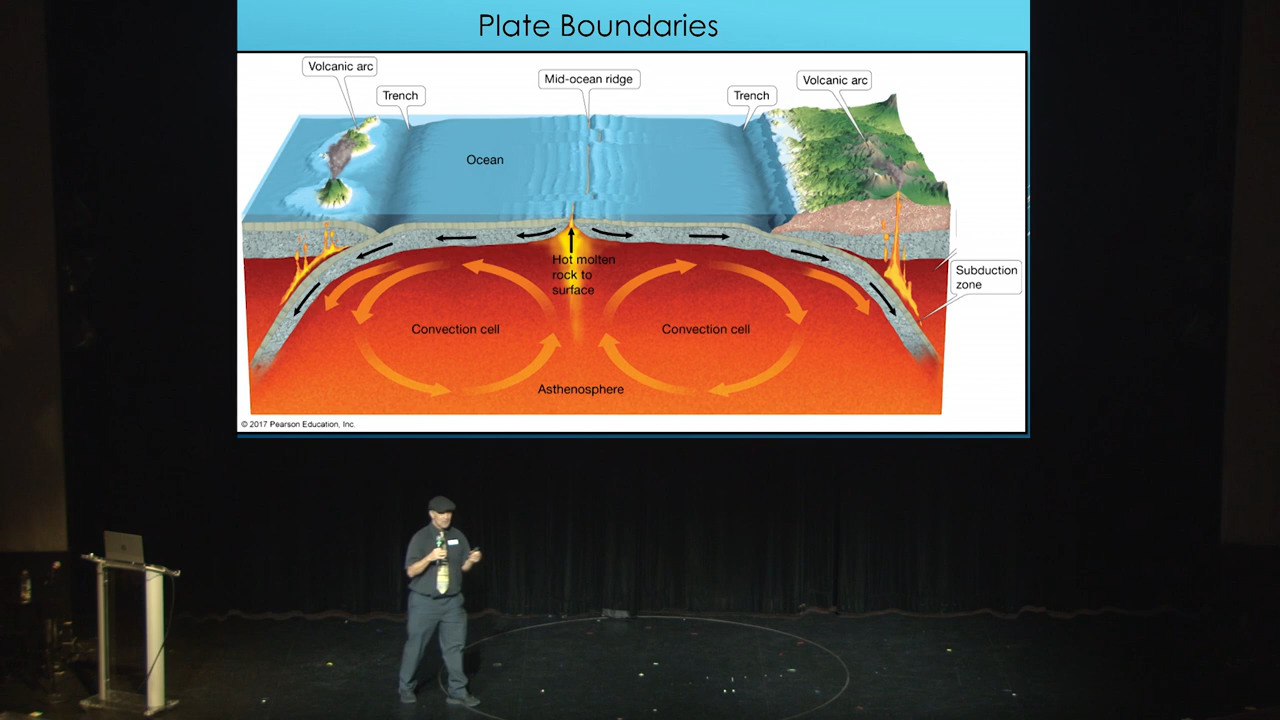 Plate Boundaries
Volcanic arc
Trench
Mid-ocean ridge
Trench
Volcanic arc
Ocean
Hot molten
rock to
surface
Subduction
zone
Convection cell
Convection cell
Asthenosphere
© 2017 Pearson Education, Inc.